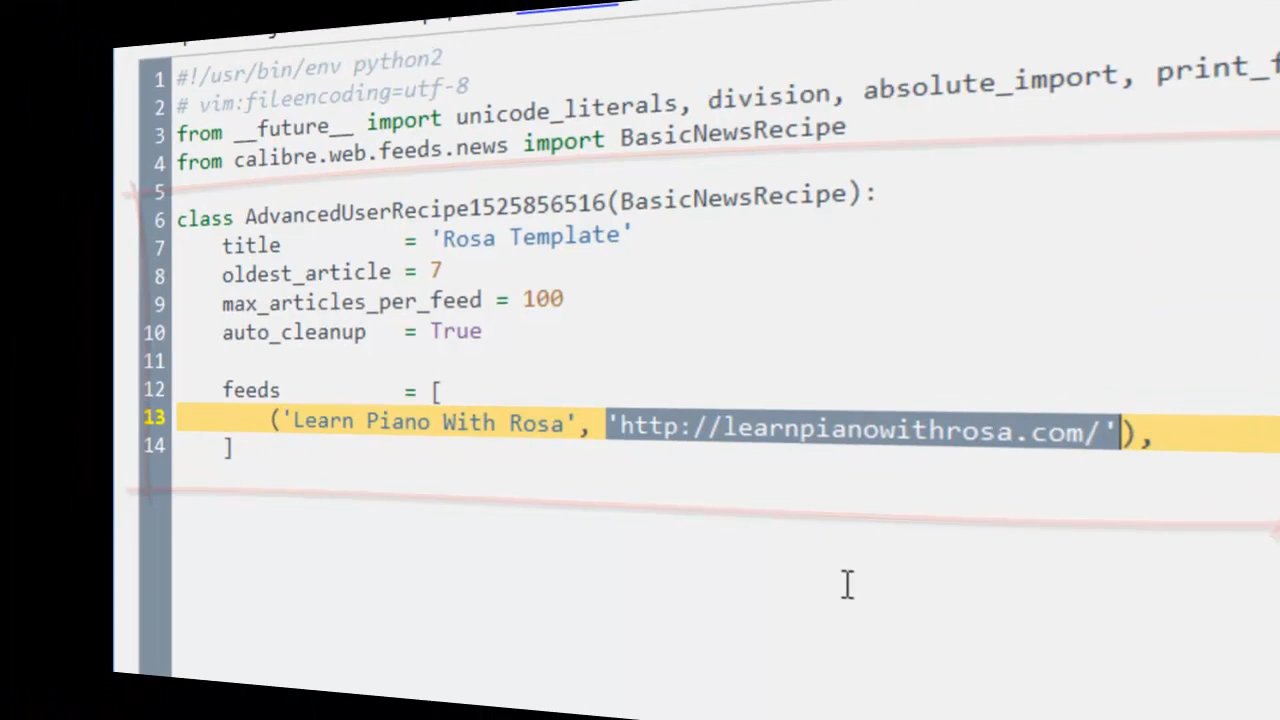 1 #!/usr/bin/env python2
2 # vim:fileencoding=utf-8
3 from __future__ import unicode_literals, division, absolute_import, print_f
4 from calibre.web.feeds.news import BasicNewsRecipe
5
6 class AdvancedUserRecipe1525856516(BasicNewsRecipe):
7 title = 'Rosa Template'
8 oldest_article = 7
9 max_articles_per_feed = 100
10 auto_cleanup = True
11
12 feeds = [
13 ('Learn Piano With Rosa', 'http://learnpianowithrosa.com/'),
14 ]